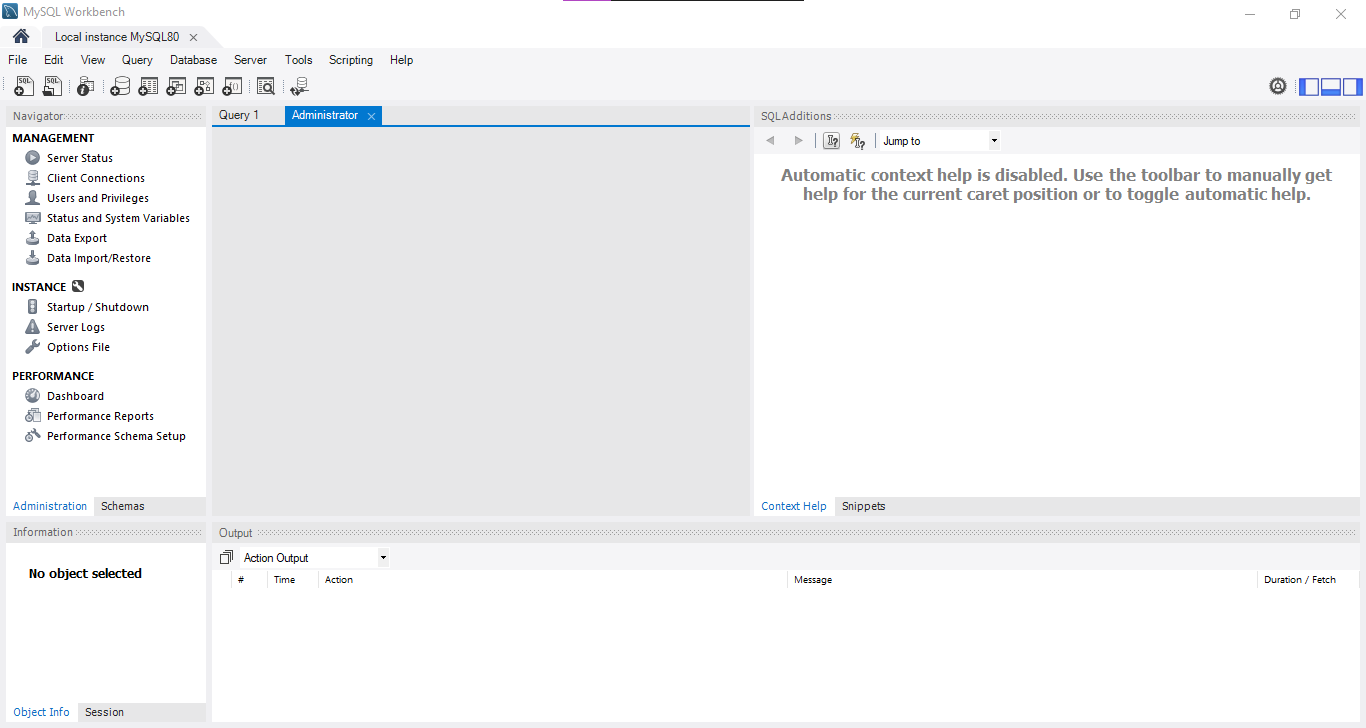 MySQL Workbench
Local instance MySQL80
File Edit View Query Database Server Tools Scripting Help
Navigator
MANAGEMENT
Server Status
Client Connections
Users and Privileges
Status and System Variables
Data Export
Data Import/Restore
INSTANCE
Startup / Shutdown
Server Logs
Options File
PERFORMANCE
Dashboard
Performance Reports
Performance Schema Setup
Administration Schemas
Information
No object selected
Object Info Session
Query 1 Administrator
SQLAdditions
Jump to
Automatic context help is disabled. Use the toolbar to manually get
help for the current caret position or to toggle automatic help.
Context Help Snippets
Output
Action Output
# Time Action Message Duration / Fetch